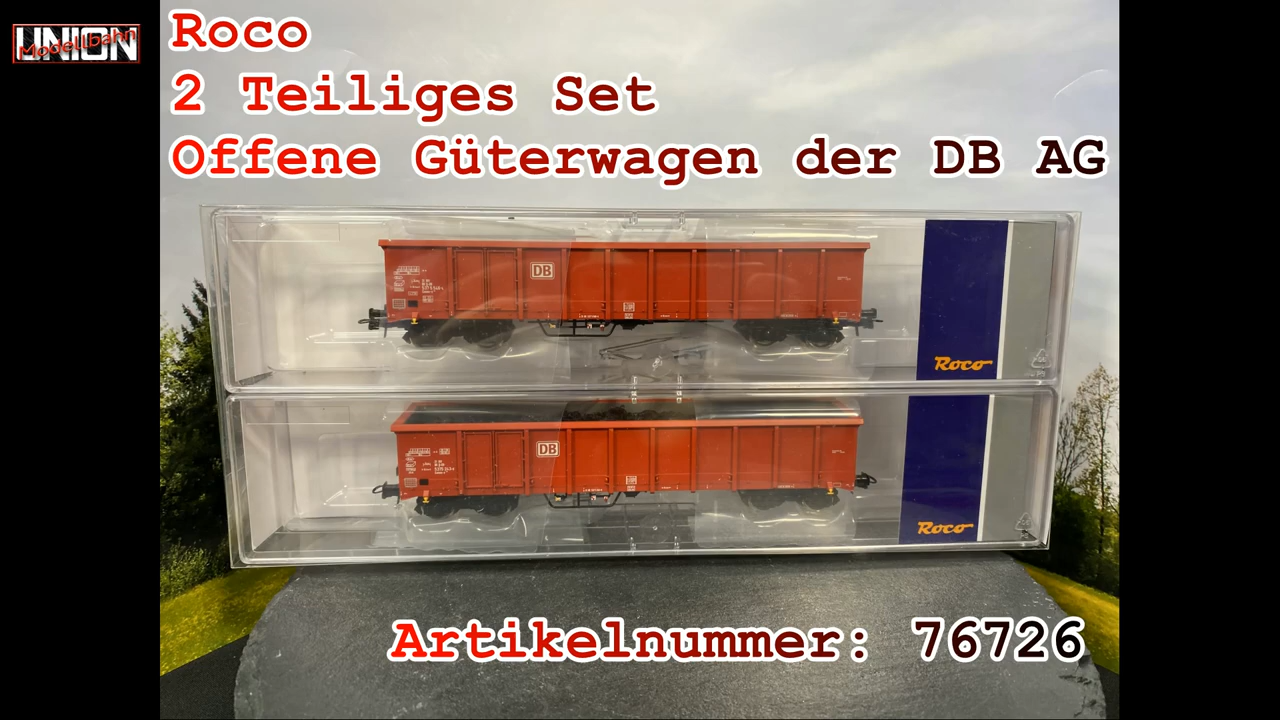 UNION
Modellbahn
Roco
2 Teiliges Set
Offene Güterwagen der DB AG
DB
Roco
DB
Roco
Artikelnummer: 76726